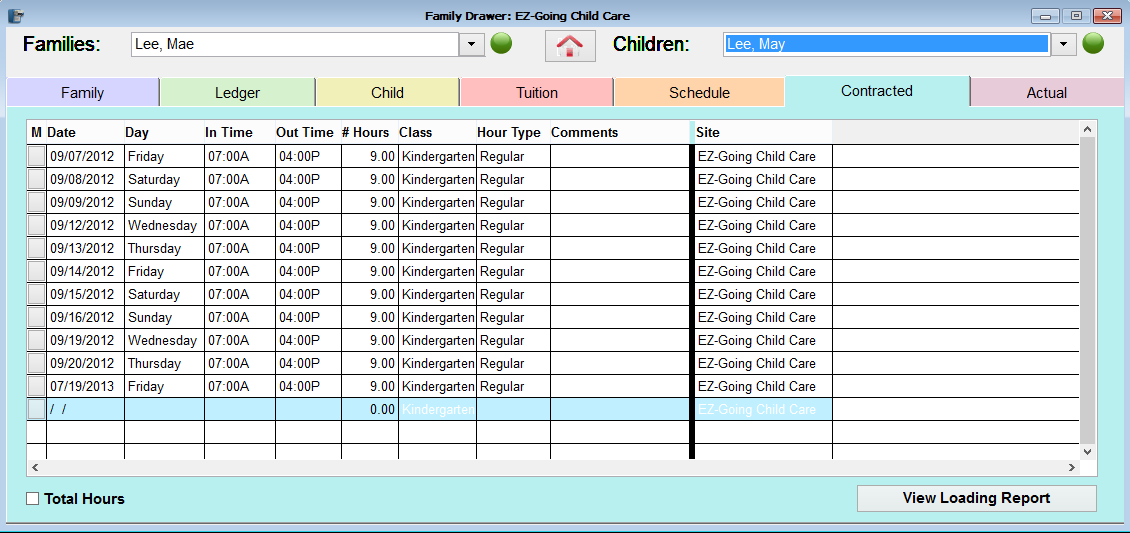 Family Drawer: EZ-Going Child Care
Families: Lee, Mae Children: Lee, May
Family Ledger Child Tuition Schedule Contracted Actual
M Date Day In Time Out Time # Hours Class Hour Type Comments Site
09/07/2012 Friday 07:00A 04:00P 9.00 Kindergarten Regular EZ-Going Child Care
09/08/2012 Saturday 07:00A 04:00P 9.00 Kindergarten Regular EZ-Going Child Care
09/09/2012 Sunday 07:00A 04:00P 9.00 Kindergarten Regular EZ-Going Child Care
09/12/2012 Wednesday 07:00A 04:00P 9.00 Kindergarten Regular EZ-Going Child Care
09/13/2012 Thursday 07:00A 04:00P 9.00 Kindergarten Regular EZ-Going Child Care
09/14/2012 Friday 07:00A 04:00P 9.00 Kindergarten Regular EZ-Going Child Care
09/15/2012 Saturday 07:00A 04:00P 9.00 Kindergarten Regular EZ-Going Child Care
09/16/2012 Sunday 07:00A 04:00P 9.00 Kindergarten Regular EZ-Going Child Care
09/19/2012 Wednesday 07:00A 04:00P 9.00 Kindergarten Regular EZ-Going Child Care
09/20/2012 Thursday 07:00A 04:00P 9.00 Kindergarten Regular EZ-Going Child Care
07/19/2013 Friday 07:00A 04:00P 9.00 Kindergarten Regular EZ-Going Child Care
/ / 0.00 Kindergarten EZ-Going Child Care
Total Hours View Loading Report